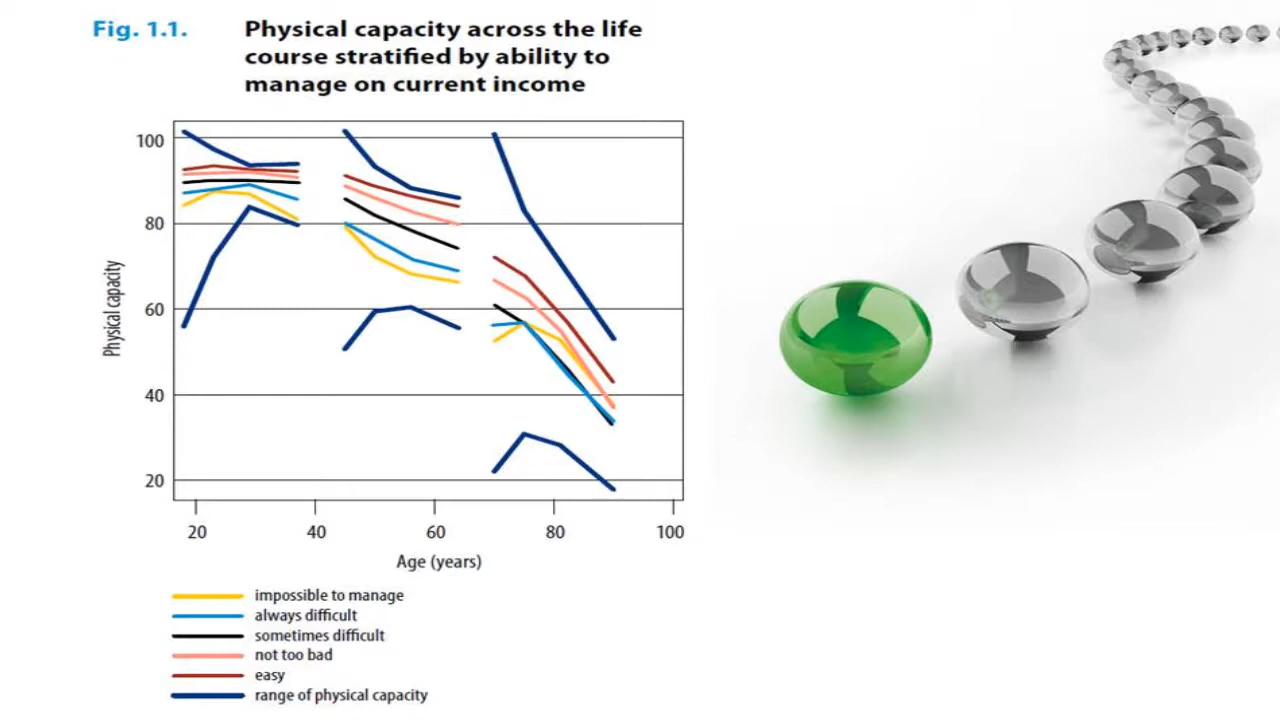 Fig. 1.1. Physical capacity across the life
course stratified by ability to
manage on current income
100
80
60
40
20
Physical capacity
20 40 60 80 100
Age (years)
impossible to manage
always difficult
sometimes difficult
not too bad
easy
range of physical capacity